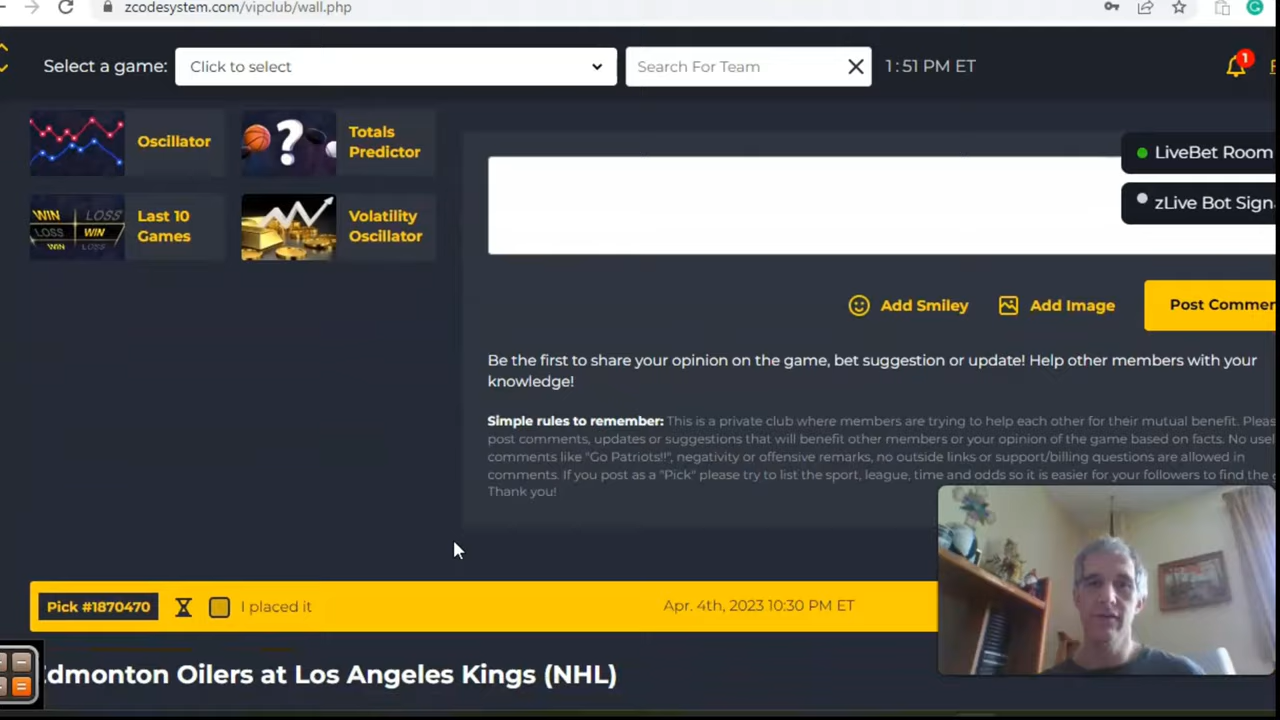 zcodesystem.com/vipclub/wall.php
Select a game:
Click to select
Search For Team
1:51 PM ET
1
Oscillator
Totals
Predictor
LiveBet Room
zLive Bot Sign
WIN LOSS
LOSS WIN
WIN LOSS
Last 10
Games
Volatility
Oscillator
Add Smiley
Add Image
Post Commen
Be the first to share your opinion on the game, bet suggestion or update! Help other members with your
knowledge!
Simple rules to remember: This is a private club where members are trying to help each other for their mutual benefit. Pleas
post comments, updates or suggestions that will benefit other members or your opinion of the game based on facts. No usel
comments like "Go Patriots!!", negativity or offensive remarks, no outside links or support/billing questions are allowed in
comments. If you post as a "Pick" please try to list the sport, league, time and odds so it is easier for your followers to find the g
Thank you!
Pick #1870470
I placed it
Apr. 4th, 2023 10:30 PM ET
dmonton Oilers at Los Angeles Kings (NHL)